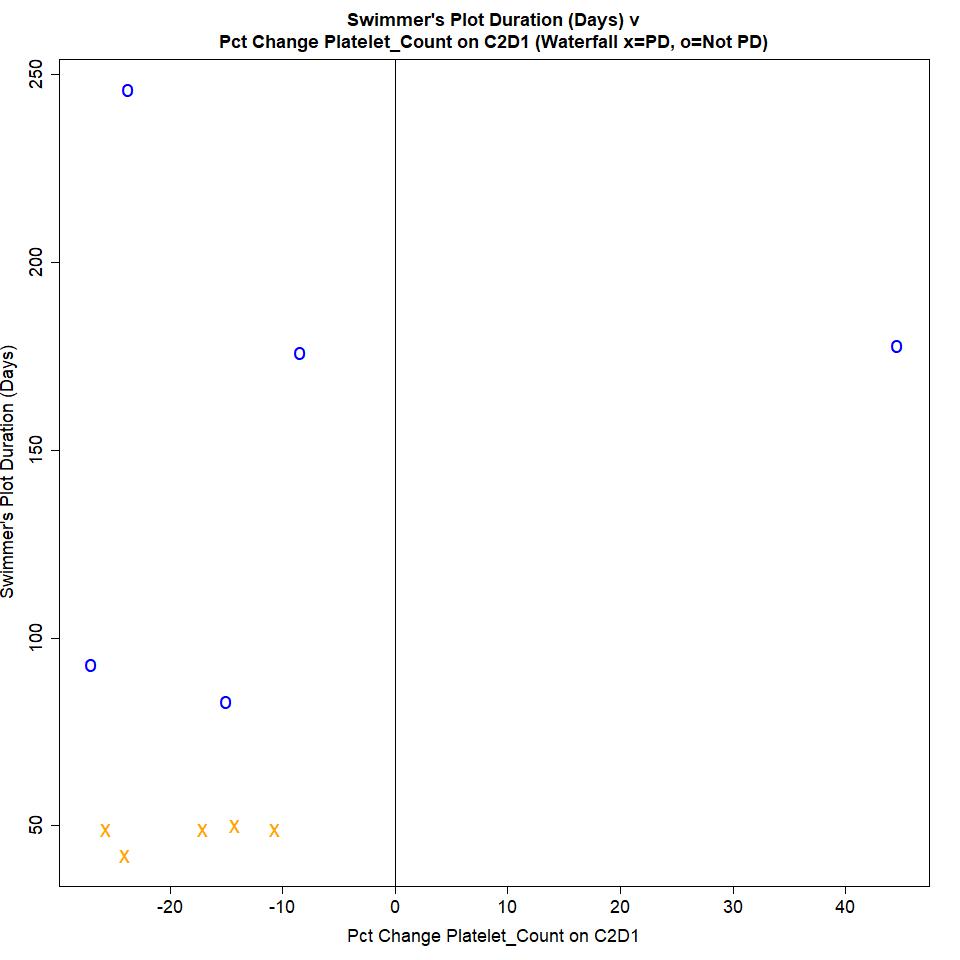 Swimmer's Plot Duration (Days) v
Pct Change Platelet_Count on C2D1 (Waterfall x=PD, o=Not PD)
250
200
150
100
50
Swimmer's Plot Duration (Days)
o
o
o
o
o
x
x
x
x
x
-20 -10 0 10 20 30 40
Pct Change Platelet_Count on C2D1